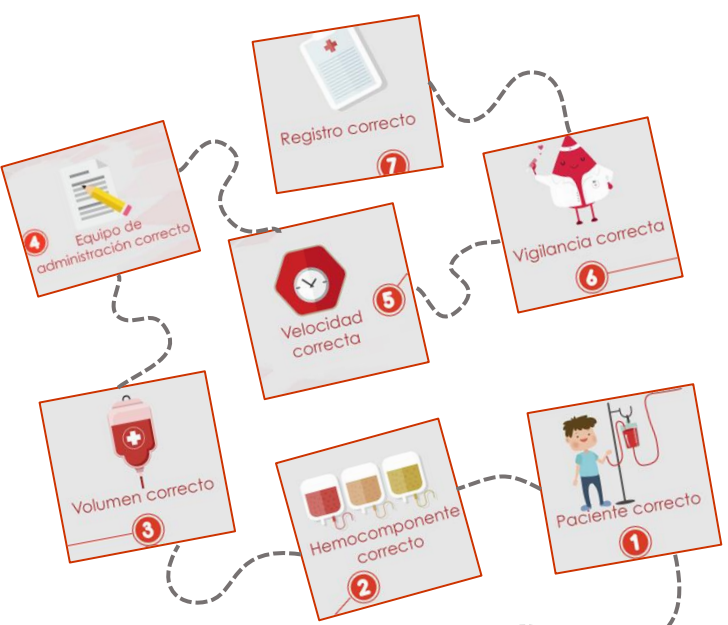 Registro correcto
7
4
Equipo de
administración correcto
Vigilancia correcta
6
5
Velocidad
correcta
Volumen correcto
3
Hemocomponente
correcto
2
Paciente correcto
1